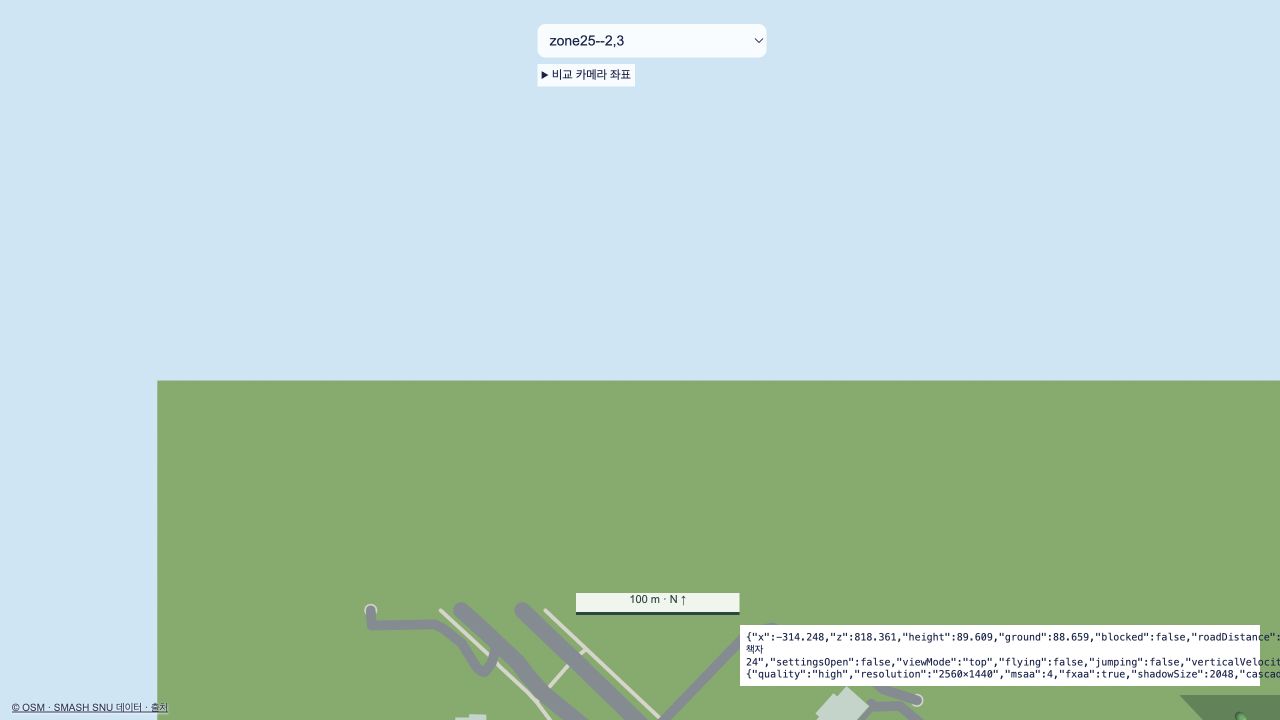 zone25--2,3
▶ 비교 카메라 좌표
100 m · N ↑
{"x":−314.248,"z":818.361,"height":89.609,"ground":88.659,"blocked":false,"roadDistance":
책자
24","settingsOpen":false,"viewMode":"top","flying":false,"jumping":false,"verticalVelocit
{"quality":"high","resolution":"2560×1440","msaa":4,"fxaa":true,"shadowSize":2048,"cascad
© OSM · SMASH SNU 데이터 · 출처